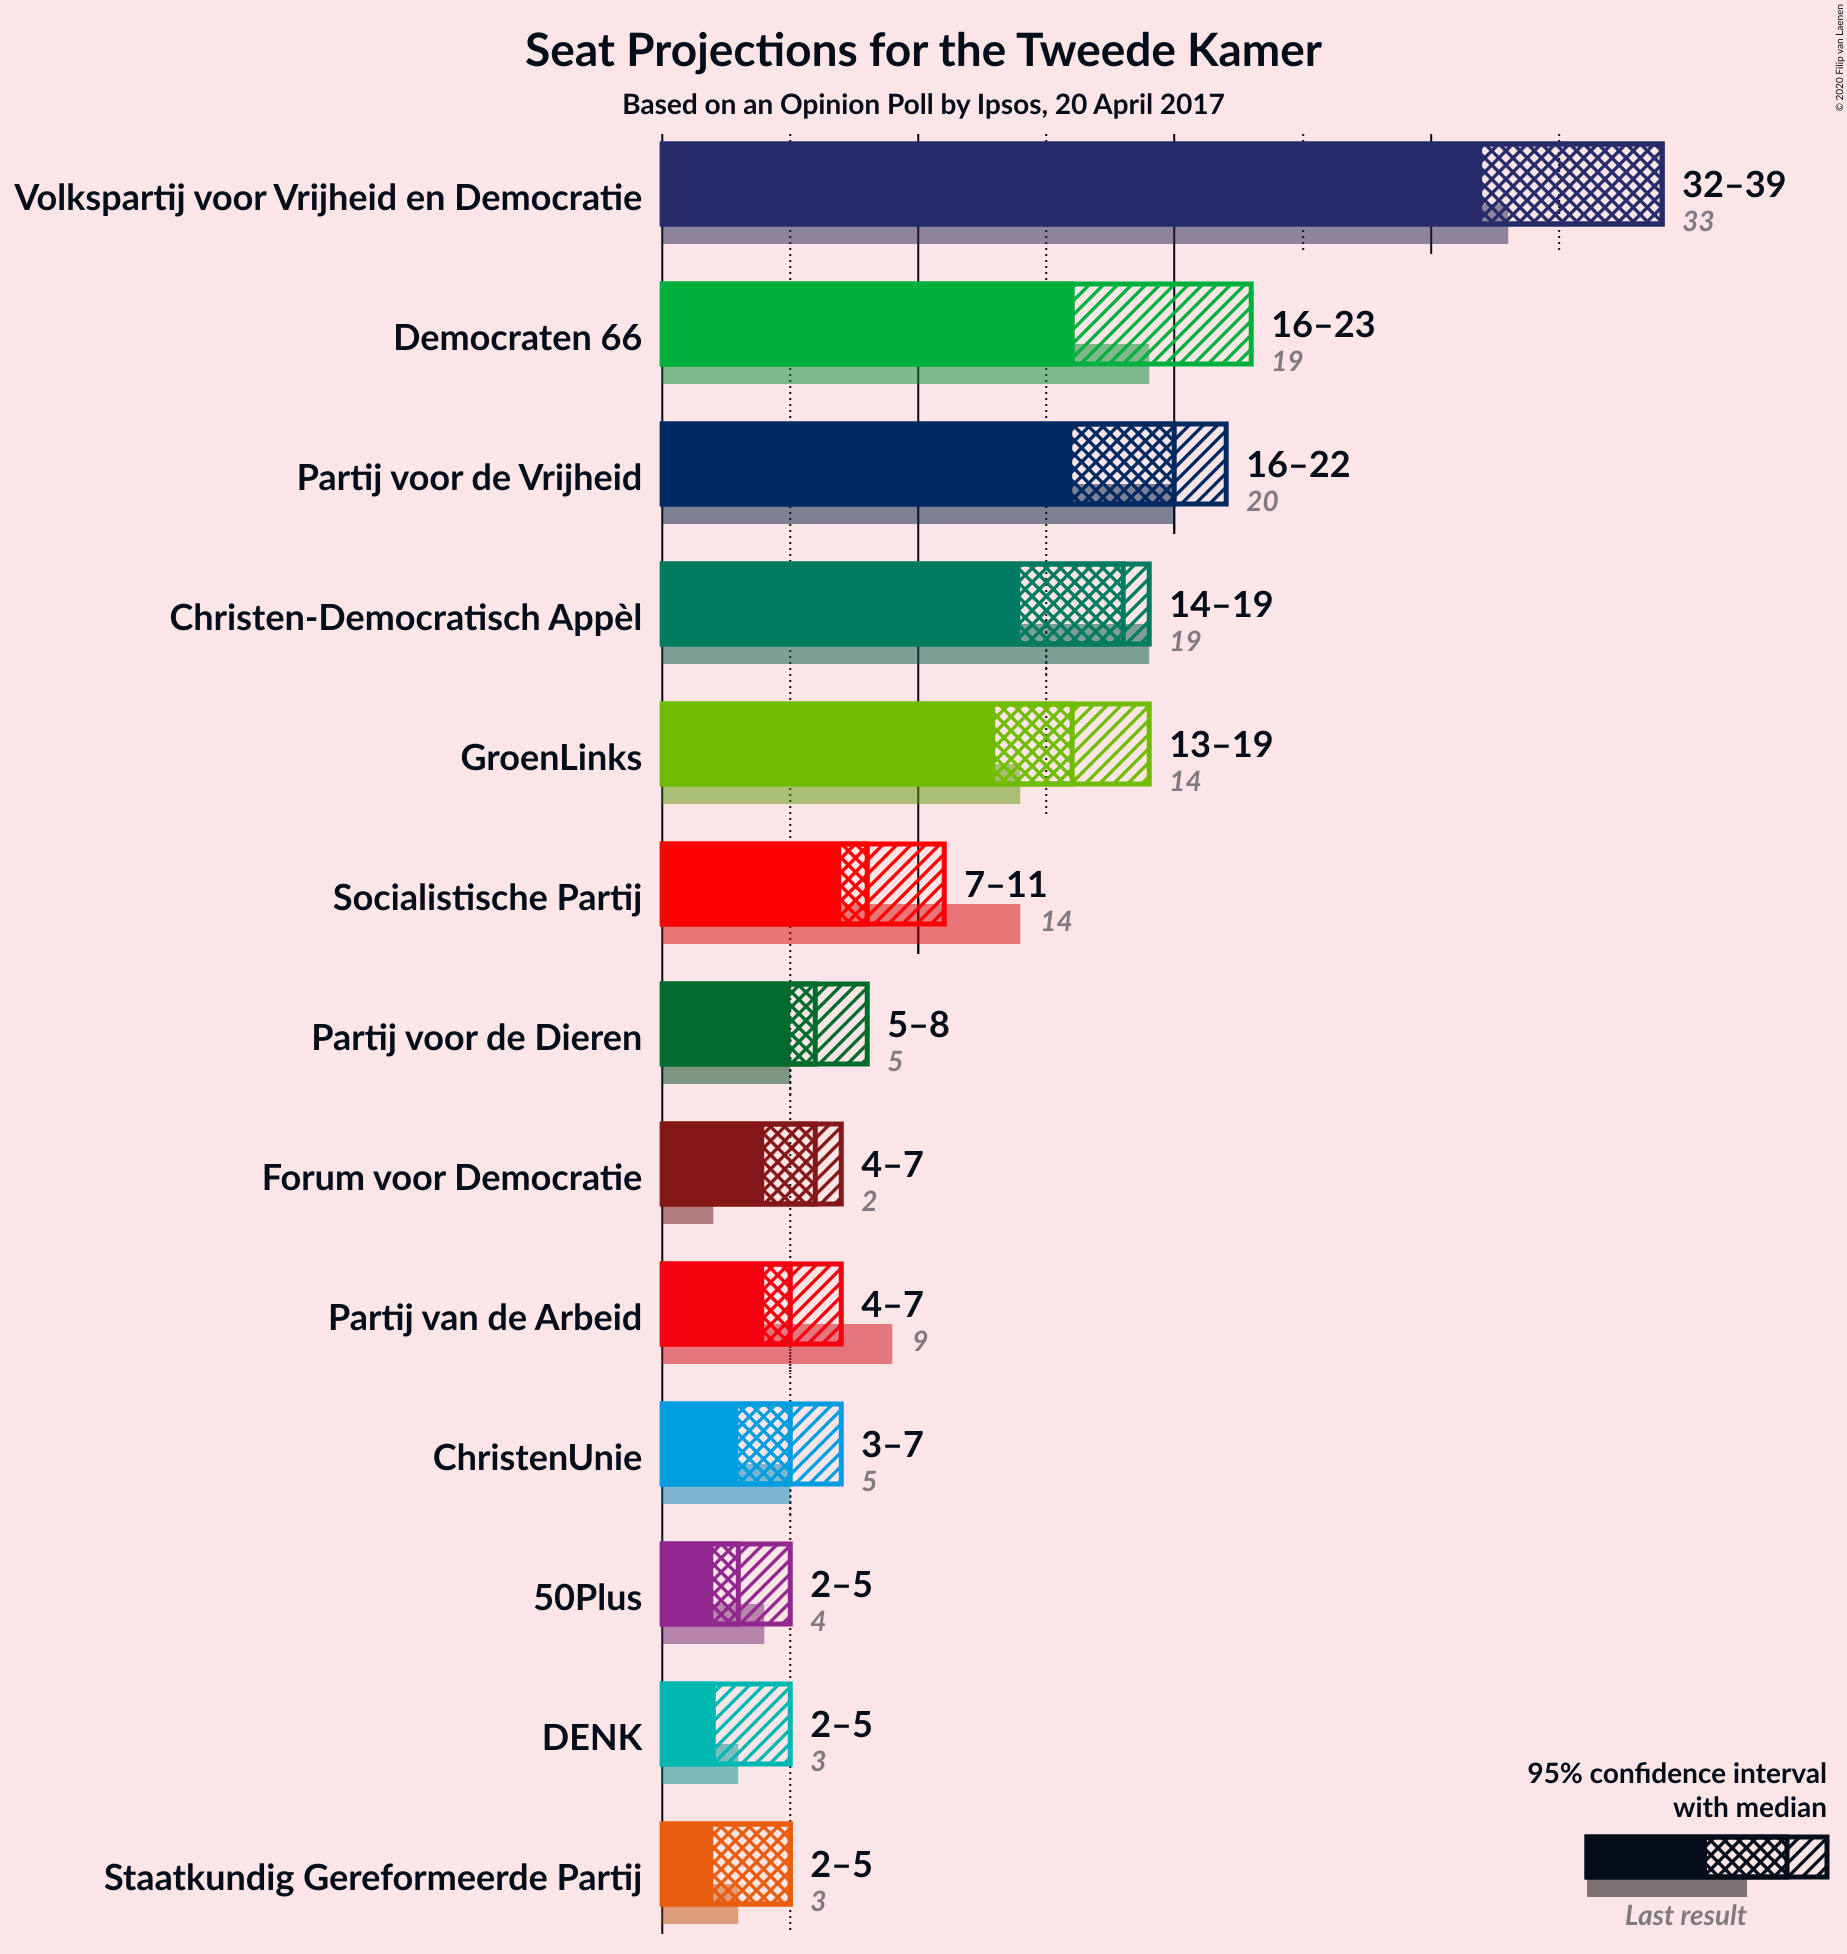 Seat Projections for the Tweede Kamer
Based on an Opinion Poll by Ipsos, 20 April 2017
© 2020 Filip van Laenen
Volkspartij voor Vrijheid en Democratie
32–39
33
Democraten 66
16–23
19
Partij voor de Vrijheid
16–22
20
Christen-Democratisch Appèl
14–19
19
GroenLinks
13–19
14
Socialistische Partij
7–11
14
Partij voor de Dieren
5–8
5
Forum voor Democratie
4–7
2
Partij van de Arbeid
4–7
9
ChristenUnie
3–7
5
50Plus
2–5
4
DENK
2–5
3
Staatkundig Gereformeerde Partij
2–5
3
95% confidence interval
with median
Last result